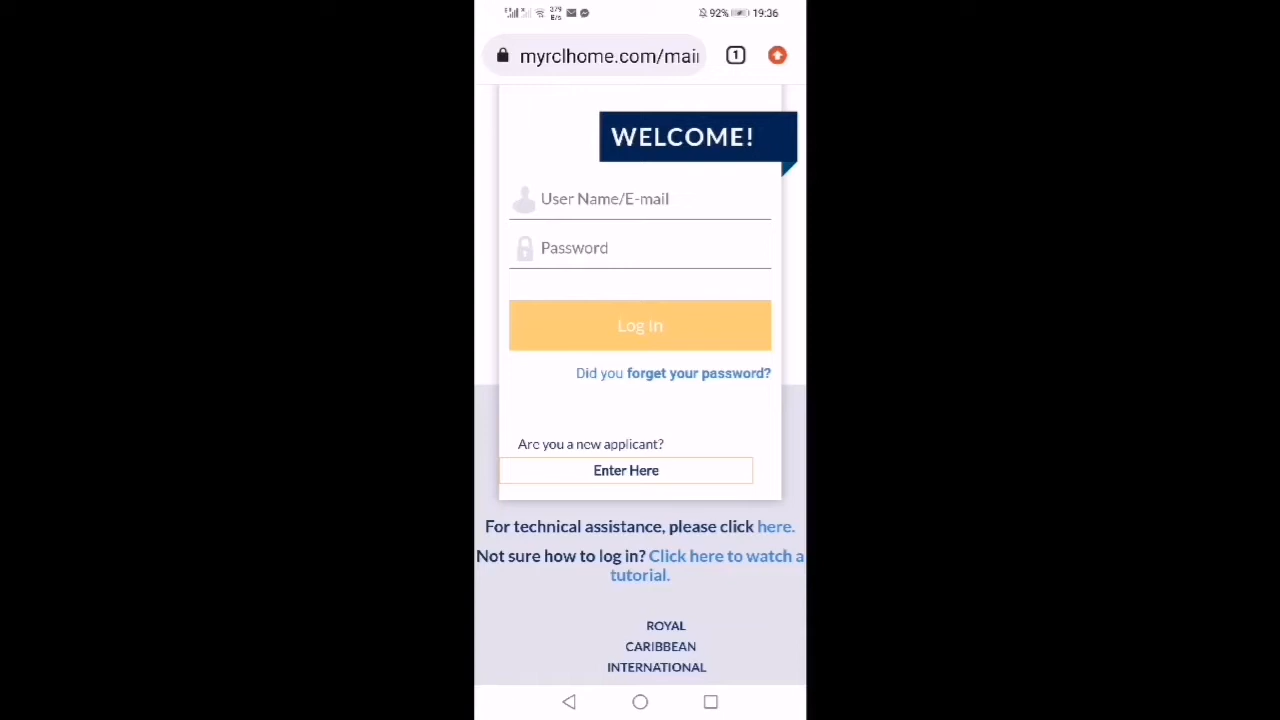 279
E/s
92%
19:36
myrclhome.com/mai
1
WELCOME!
User Name/E-mail
Password
Log In
Did you forget your password?
Are you a new applicant?
Enter Here
For technical assistance, please click here.
Not sure how to log in? Click here to watch a
tutorial.
ROYAL
CARIBBEAN
INTERNATIONAL